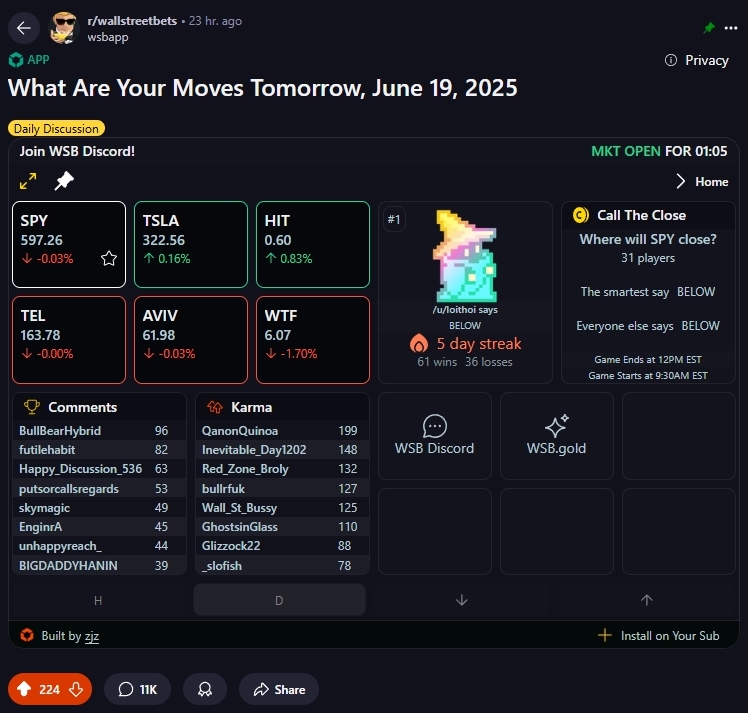 r/wallstreetbets • 23 hr. ago
wsbapp
APP
Privacy
What Are Your Moves Tomorrow, June 19, 2025
Daily Discussion
Join WSB Discord!
MKT OPEN FOR 01:05
Home
SPY
597.26
↓ -0.03%
TSLA
322.56
↑ 0.16%
HIT
0.60
↑ 0.83%
TEL
163.78
↓ -0.00%
AVIV
61.98
↓ -0.03%
WTF
6.07
↓ -1.70%
#1
/u/loithoi says
BELOW
5 day streak
61 wins 36 losses
Call The Close
Where will SPY close?
31 players
The smartest say BELOW
Everyone else says BELOW
Game Ends at 12PM EST
Game Starts at 9:30AM EST
Comments
BullBearHybrid 96
futilehabit 82
Happy_Discussion_536 63
putsorcallsregards 53
skymagic 49
EnginrA 45
unhappyreach_ 44
BIGDADDYHANIN 39
Karma
QanonQuinoa 199
Inevitable_Day1202 148
Red_Zone_Broly 132
bullrfuk 127
Wall_St_Bussy 125
GhostsinGlass 110
Glizzock22 88
_slofish 78
WSB Discord
WSB.gold
H
D
Built by zjz
Install on Your Sub
224
11K
Share